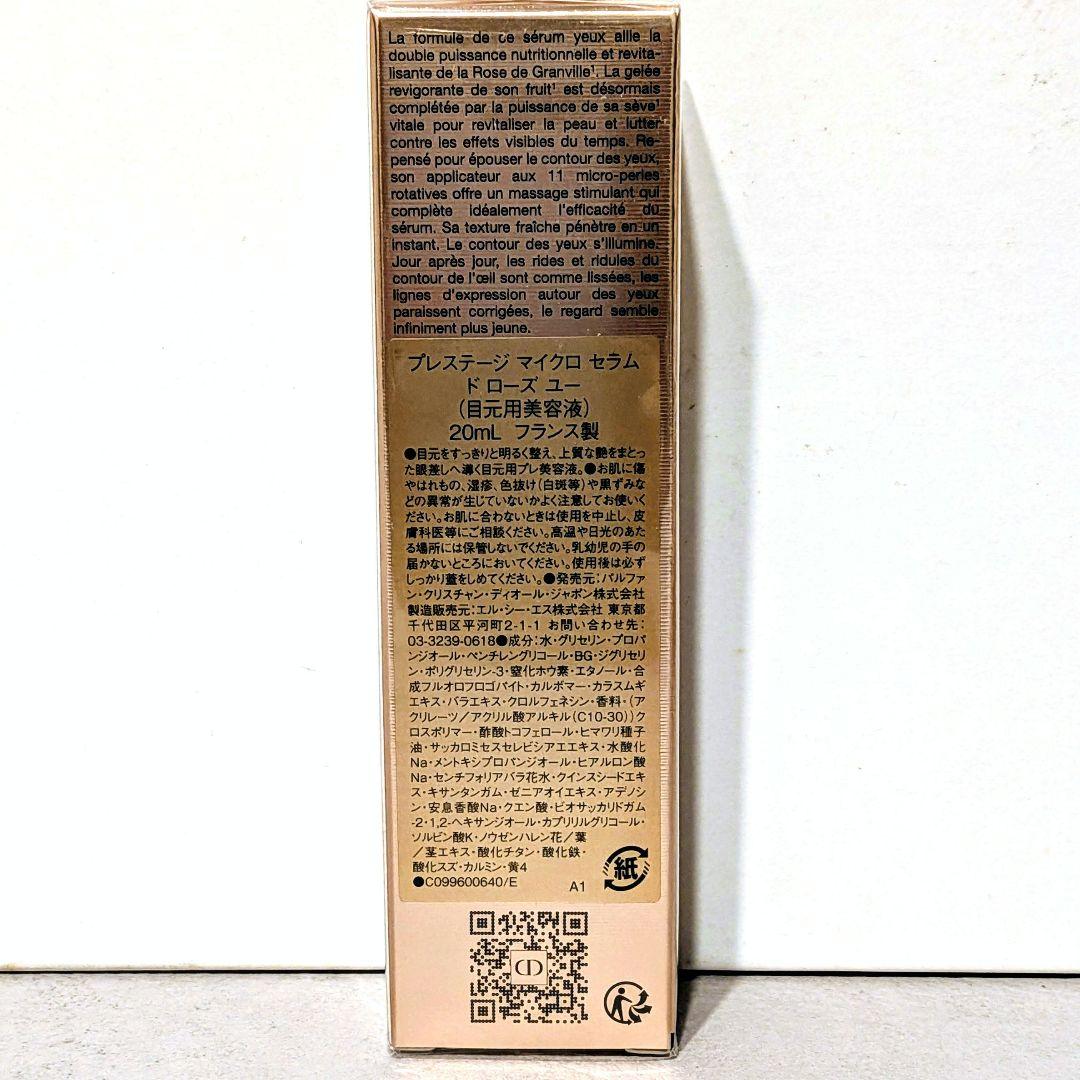 La formule de ce sérum yeux allie la
double puissance nutritionnelle et revita-
lisante de la Rose de Granville¹. La gelée
revigorante de son fruit¹ est désormais
complétée par la puissance de sa sève¹
vitale pour revitaliser la peau et lutter
contre les effets visibles du temps. Re-
pensé pour épouser le contour des yeux,
son applicateur aux 11 micro-perles
rotatives offre un massage stimulant qui
complète idéalement l'efficacité du
sérum. Sa texture fraîche pénètre en un
instant. Le contour des yeux s'illumine.
Jour après jour, les rides et ridules du
contour de l'œil sont comme lissées, les
lignes d'expression autour des yeux
paraissent corrigées, le regard semble
infiniment plus jeune.
プレステージ マイクロ セラム
ド ローズ ユー
(目元用美容液)
20mL フランス製
●目元をすっきりと明るく整え、上質な艶をまとっ
た眼差しへ導く目元用プレ美容液。●お肌に傷
やはれもの、湿疹、色抜け(白斑等)や黒ずみな
どの異常が生じていないかよく注意してお使いく
ださい。お肌に合わないときは使用を中止し、皮
膚科医等にご相談ください。高温や日光のあた
る場所には保管しないでください。乳幼児の手の
届かないところにおいてください。使用後は必ず
しっかり蓋をしめてください。●発売元:パルファ
ン・クリスチャン・ディオール・ジャポン株式会社
製造販売元:エル・シー・エス株式会社 東京都
千代田区平河町2-1-1 お問い合わせ先:
03-3239-0618●成分:水・グリセリン・プロパ
ンジオール・ペンチレングリコール・BG・ジグリセリ
ン・ポリグリセリン-3・窒化ホウ素・エタノール・合
成フルオロフロゴパイト・カルボマー・カラスムギ
エキス・バラエキス・クロルフェネシン・香料・(ア
クリレーツ/アクリル酸アルキル(C10-30))ク
ロスポリマー・酢酸トコフェロール・ヒマワリ種子
油・サッカロミセスセレビシアエエキス・水酸化
Na・メントキシプロパンジオール・ヒアルロン酸
Na・センチフォリアバラ花水・クインスシードエキ
ス・キサンタンガム・ゼニアオイエキス・アデノシ
ン・安息香酸Na・クエン酸・ビオサッカリドガム
-2・1,2-ヘキサンジオール・カプリリルグリコール・
ソルビン酸K・ノウゼンハレン花/葉
/茎エキス・酸化チタン・酸化鉄・
酸化スズ・カルミン・黄4
●C099600640/E A1
紙
CD